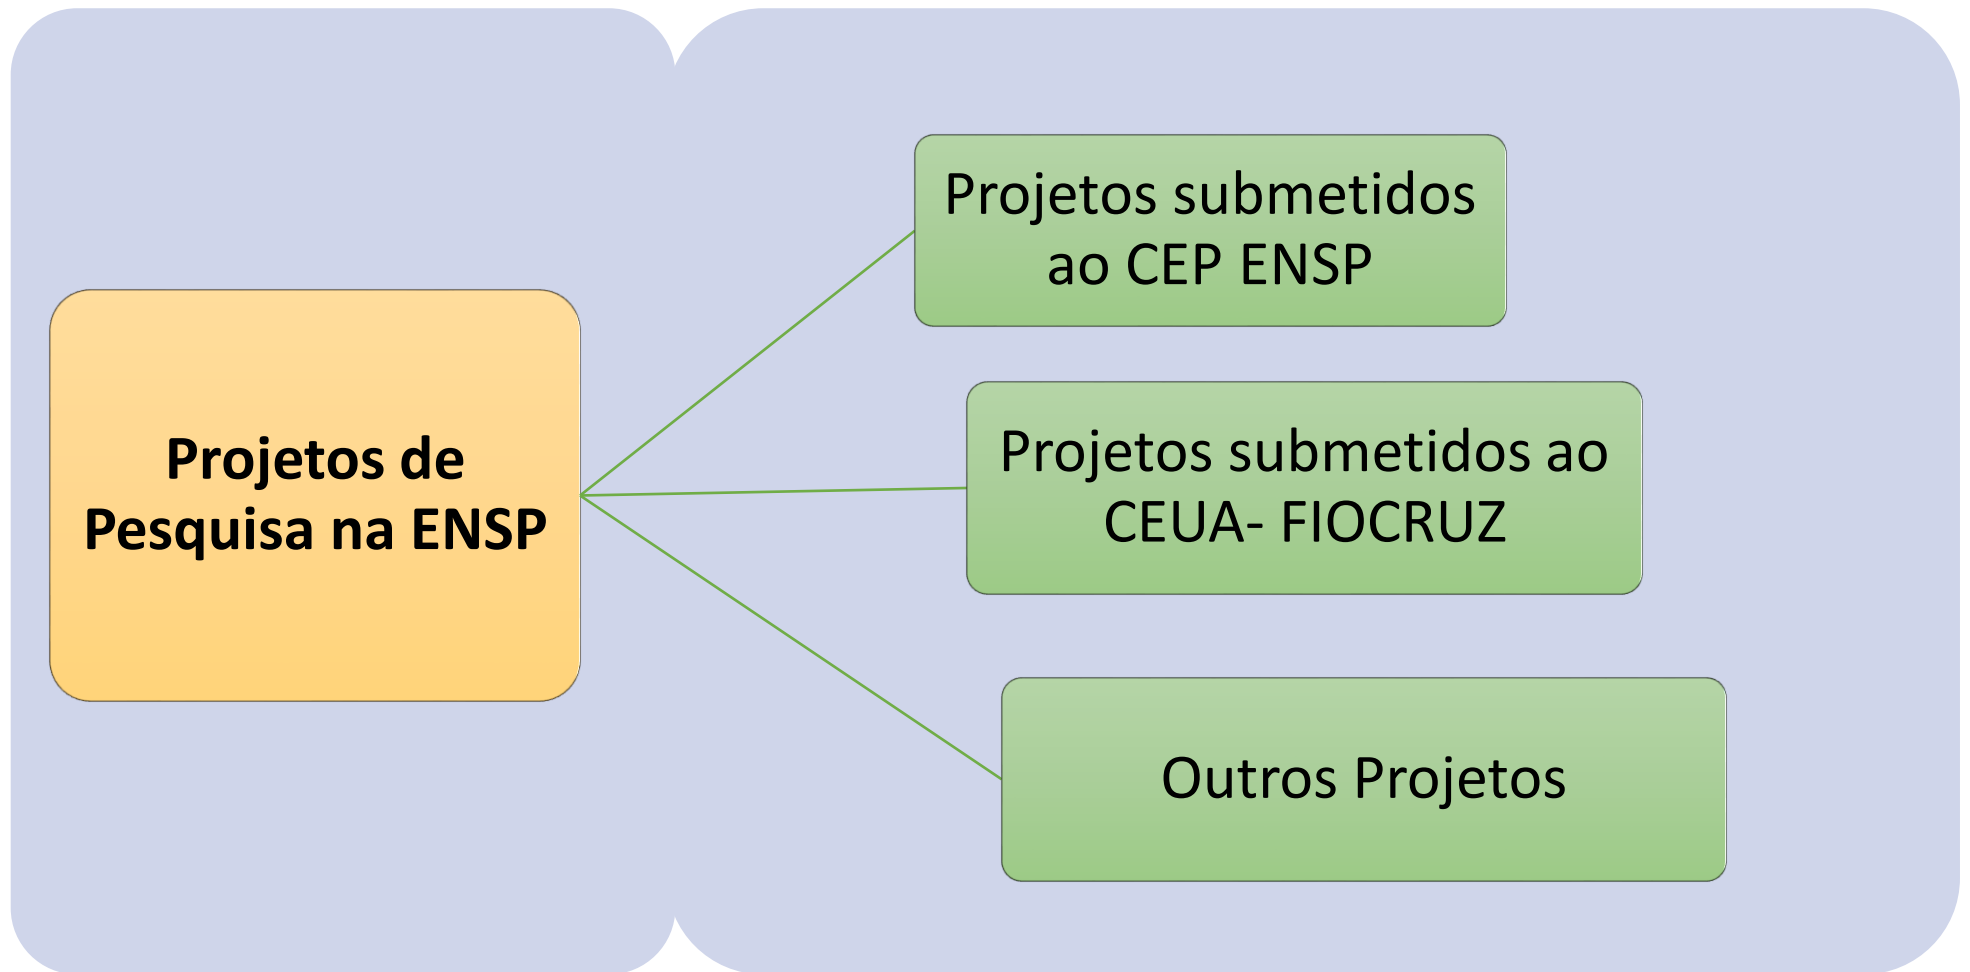 Projetos de
Pesquisa na ENSP
Projetos submetidos
ao CEP ENSP
Projetos submetidos ao
CEUA- FIOCRUZ
Outros Projetos